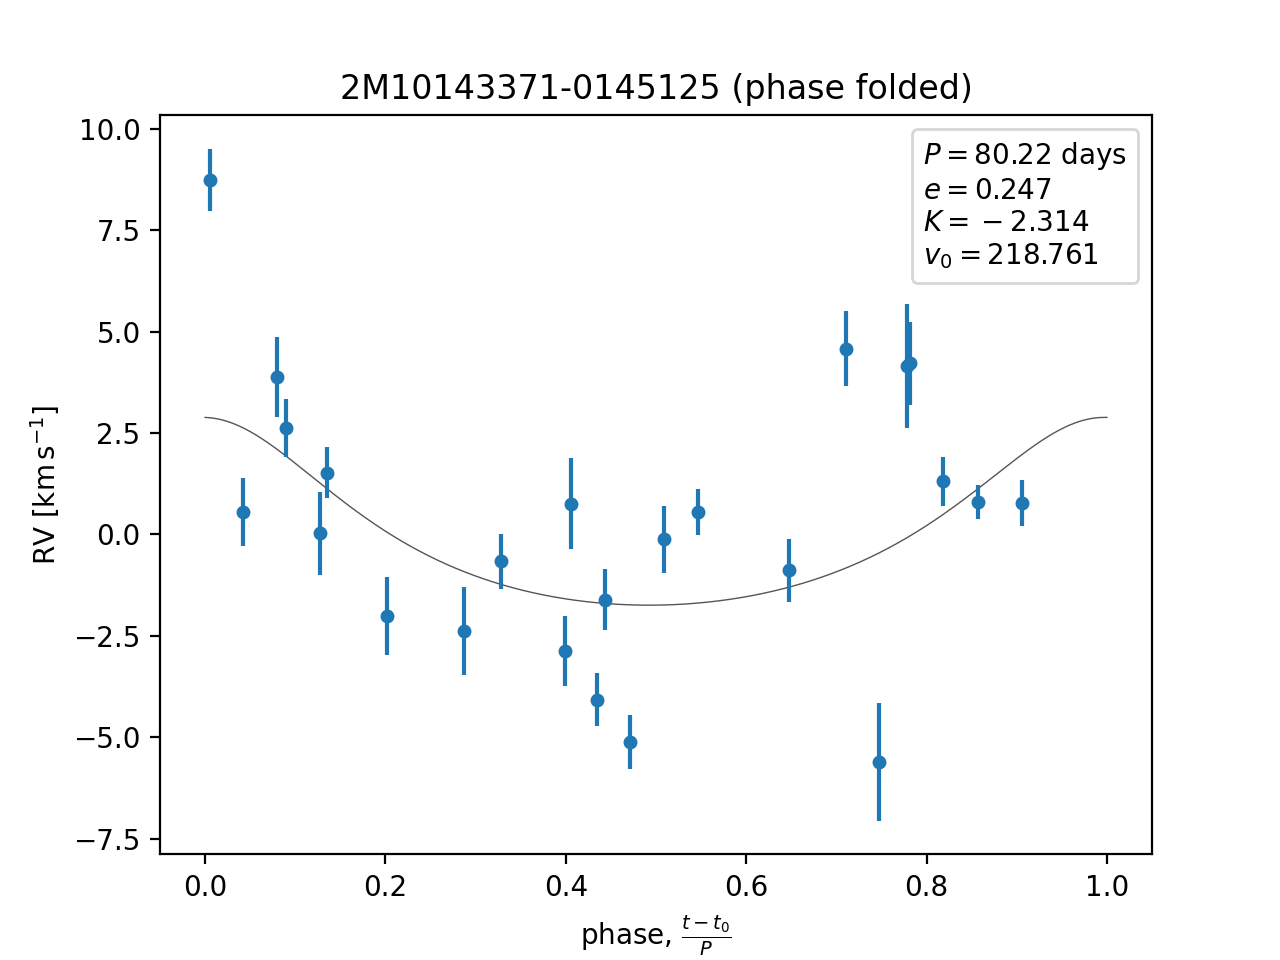 2M10143371-0145125 (phase folded)
P = 80.22 days
e = 0.247
K = −2.314
v₀ = 218.761
10.0
7.5
5.0
2.5
0.0
−2.5
−5.0
−7.5
RV [km s⁻¹]
0.0 0.2 0.4 0.6 0.8 1.0
phase, (t − t₀)/P